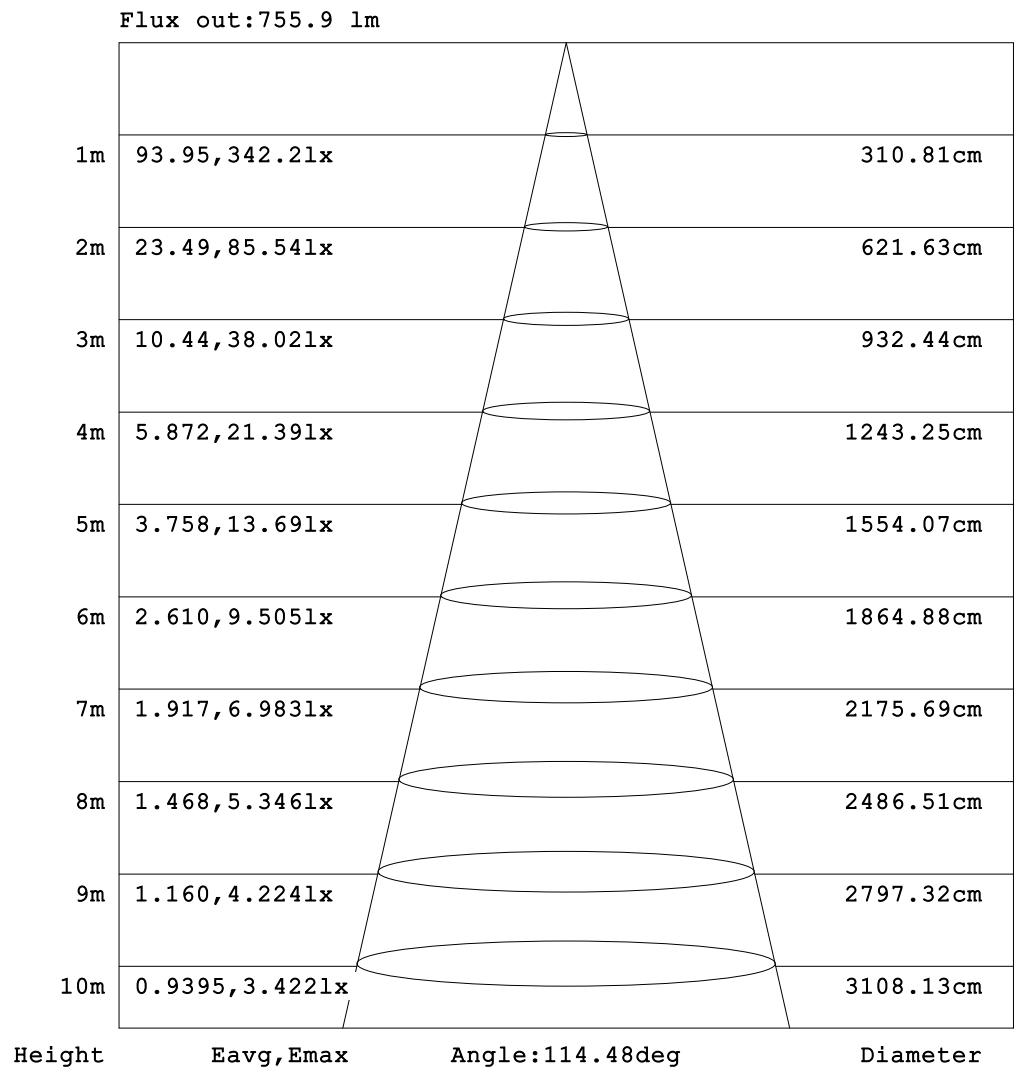 Flux out:755.9 lm
1m 93.95,342.2lx 310.81cm
2m 23.49,85.54lx 621.63cm
3m 10.44,38.02lx 932.44cm
4m 5.872,21.39lx 1243.25cm
5m 3.758,13.69lx 1554.07cm
6m 2.610,9.505lx 1864.88cm
7m 1.917,6.983lx 2175.69cm
8m 1.468,5.346lx 2486.51cm
9m 1.160,4.224lx 2797.32cm
10m 0.9395,3.422lx 3108.13cm
Height Eavg,Emax Angle:114.48deg Diameter